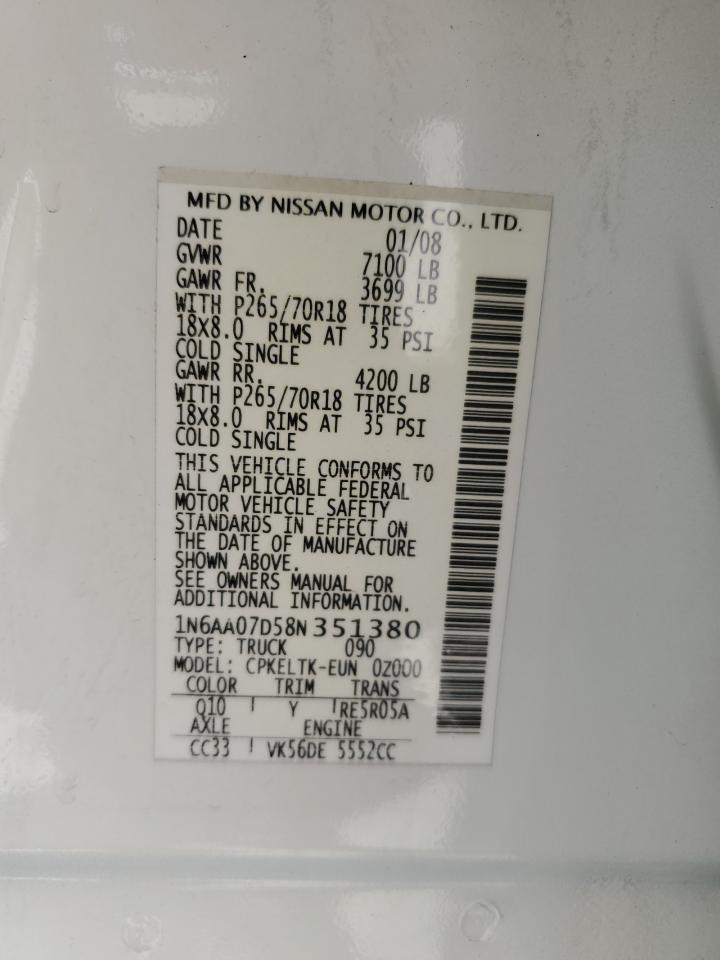 MFD BY NISSAN MOTOR CO., LTD.
DATE 01/08
GVWR 7100 LB
GAWR FR. 3699 LB
WITH P265/70R18 TIRES
18X8.0 RIMS AT 35 PSI
COLD SINGLE
GAWR RR. 4200 LB
WITH P265/70R18 TIRES
18X8.0 RIMS AT 35 PSI
COLD SINGLE
THIS VEHICLE CONFORMS TO
ALL APPLICABLE FEDERAL
MOTOR VEHICLE SAFETY
STANDARDS IN EFFECT ON
THE DATE OF MANUFACTURE
SHOWN ABOVE.
SEE OWNERS MANUAL FOR
ADDITIONAL INFORMATION.
1N6AA07D58N351380
TYPE: TRUCK 090
MODEL: CPKELTK-EUN 0Z000
COLOR TRIM TRANS
Q10 ! Y !RE5R05A
AXLE ENGINE
CC33 ! VK56DE 5552CC